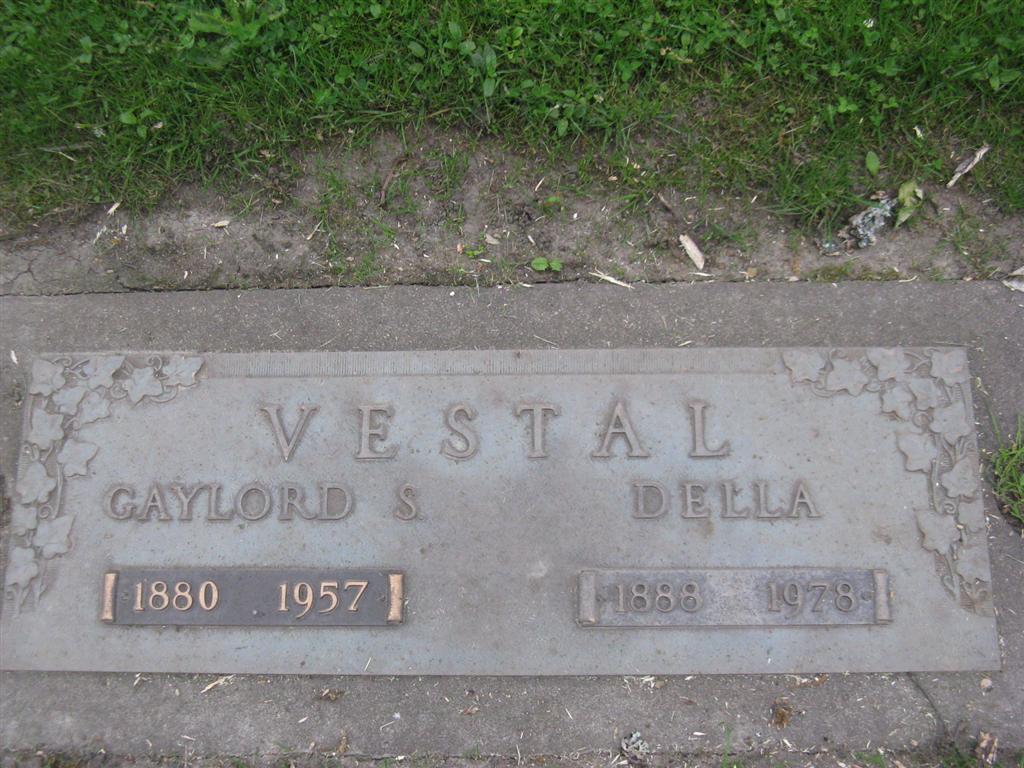 VESTAL
GAYLORD S. DELLA
1880 1957 1888 1978